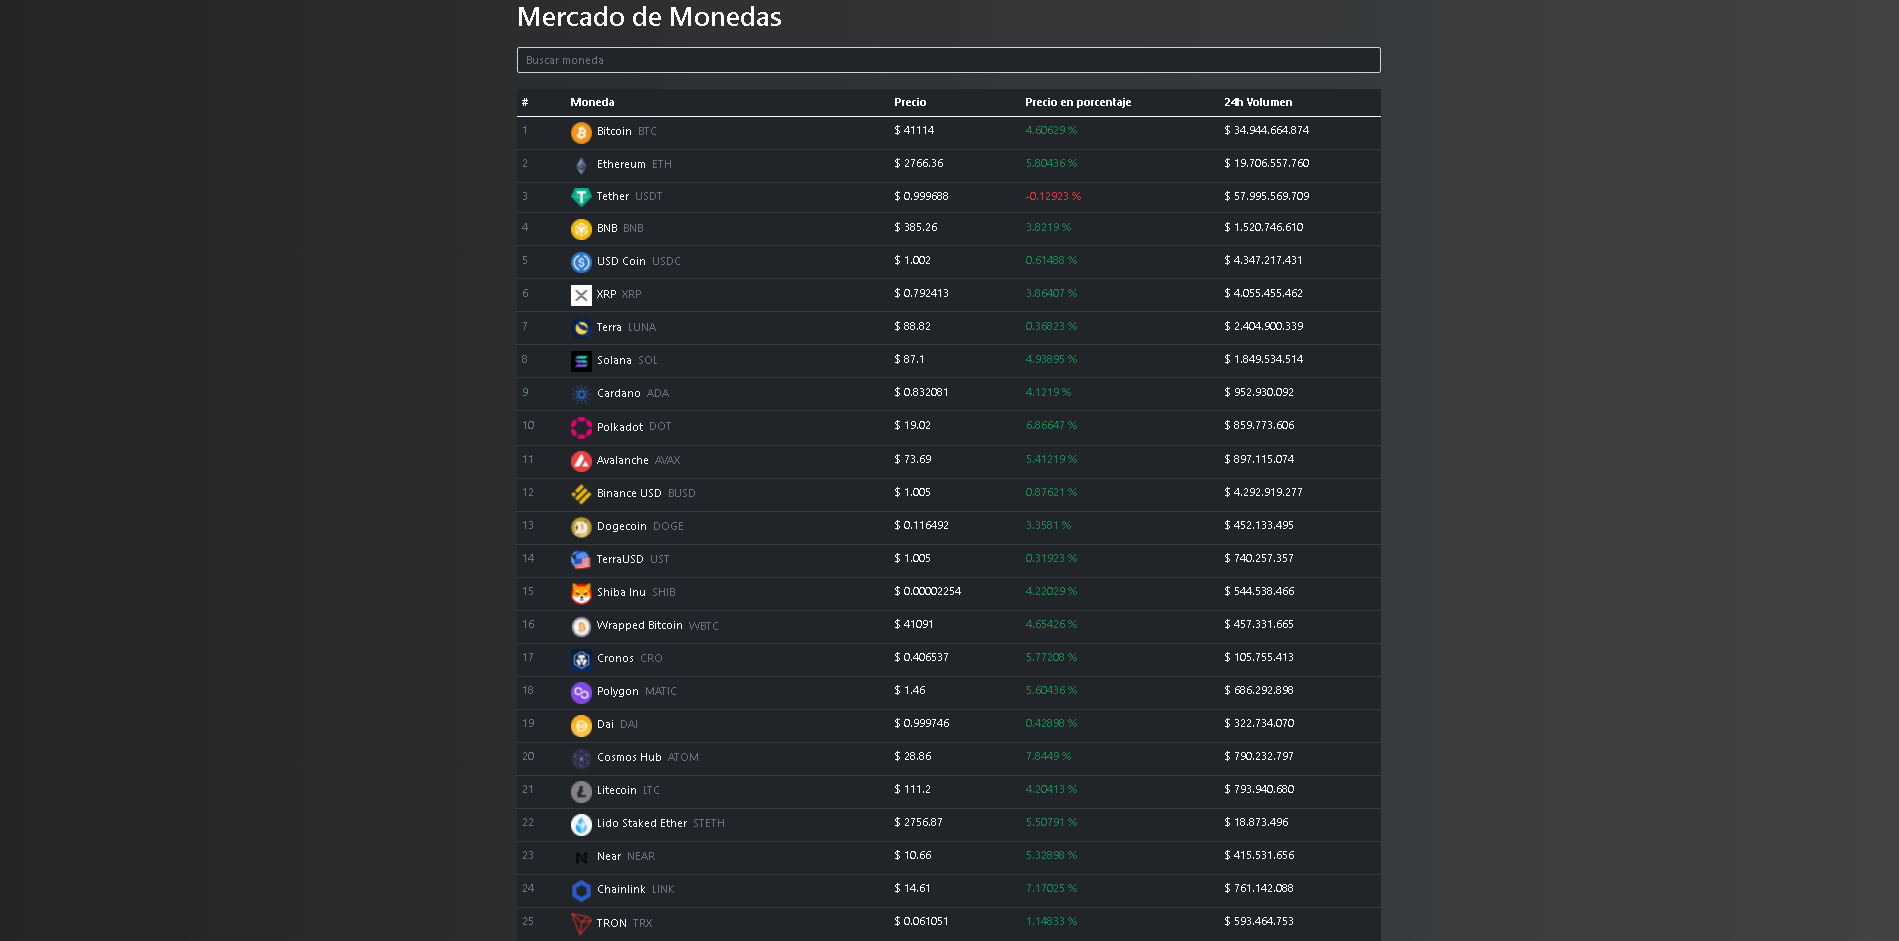 Mercado de Monedas
Buscar moneda
# Moneda Precio Precio en porcentaje 24h Volumen
1 Bitcoin BTC $ 41114 4.60629 % $ 34.944.664.874
2 Ethereum ETH $ 2766.36 5.80436 % $ 19.706.557.760
3 Tether USDT $ 0.999688 -0.12923 % $ 57.995.569.709
4 BNB BNB $ 385.26 3.8219 % $ 1.520.746.610
5 USD Coin USDC $ 1.002 0.61488 % $ 4.347.217.431
6 XRP XRP $ 0.792413 3.86407 % $ 4.055.455.462
7 Terra LUNA $ 88.82 0.36823 % $ 2.404.900.339
8 Solana SOL $ 87.1 4.93895 % $ 1.849.534.514
9 Cardano ADA $ 0.832081 4.1219 % $ 952.930.092
10 Polkadot DOT $ 19.02 6.86647 % $ 859.773.606
11 Avalanche AVAX $ 73.69 5.41219 % $ 897.115.074
12 Binance USD BUSD $ 1.005 0.87621 % $ 4.292.919.277
13 Dogecoin DOGE $ 0.116492 3.3581 % $ 452.133.495
14 TerraUSD UST $ 1.005 0.31923 % $ 740.257.357
15 Shiba Inu SHIB $ 0.00002254 4.22029 % $ 544.538.466
16 Wrapped Bitcoin WBTC $ 41091 4.65426 % $ 457.331.665
17 Cronos CRO $ 0.406537 5.77208 % $ 105.755.413
18 Polygon MATIC $ 1.46 5.60436 % $ 686.292.898
19 Dai DAI $ 0.999746 0.42898 % $ 322.734.070
20 Cosmos Hub ATOM $ 28.86 7.8449 % $ 790.232.797
21 Litecoin LTC $ 111.2 4.20413 % $ 793.940.680
22 Lido Staked Ether STETH $ 2756.87 5.50791 % $ 18.873.496
23 Near NEAR $ 10.66 5.32898 % $ 415.531.656
24 Chainlink LINK $ 14.61 7.17025 % $ 761.142.088
25 TRON TRX $ 0.061051 1.14833 % $ 593.464.753